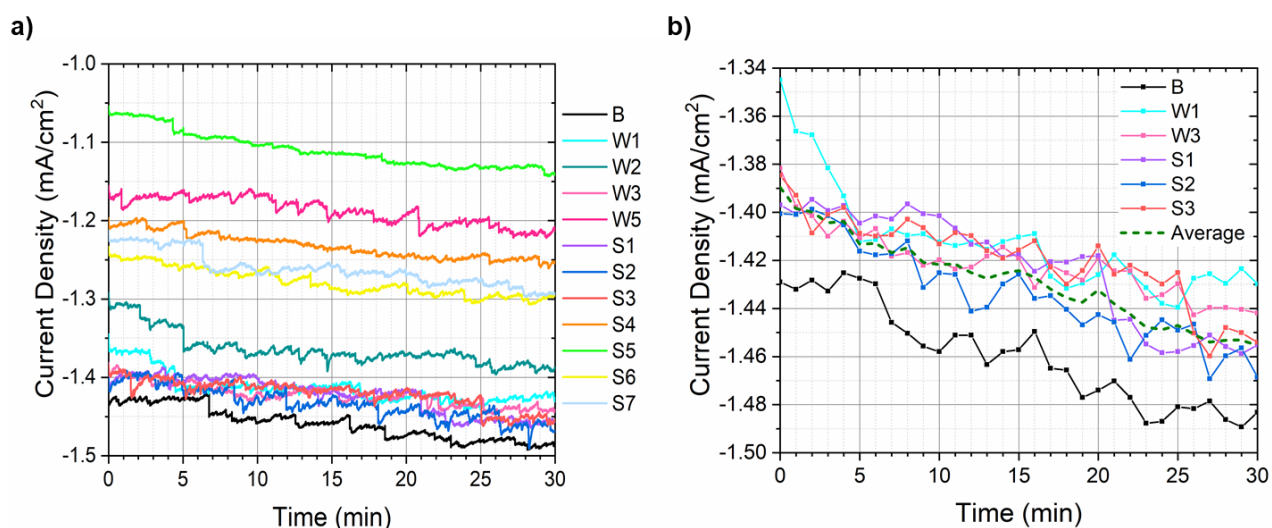 a)
Current Density (mA/cm²)
-1.0
-1.1
-1.2
-1.3
-1.4
-1.5
0
5
10
15
20
25
30
Time (min)
B
W1
W2
W3
W5
S1
S2
S3
S4
S5
S6
S7
b)
Current Density (mA/cm²)
-1.34
-1.36
-1.38
-1.40
-1.42
-1.44
-1.46
-1.48
-1.50
0
5
10
15
20
25
30
Time (min)
B
W1
W3
S1
S2
S3
Average